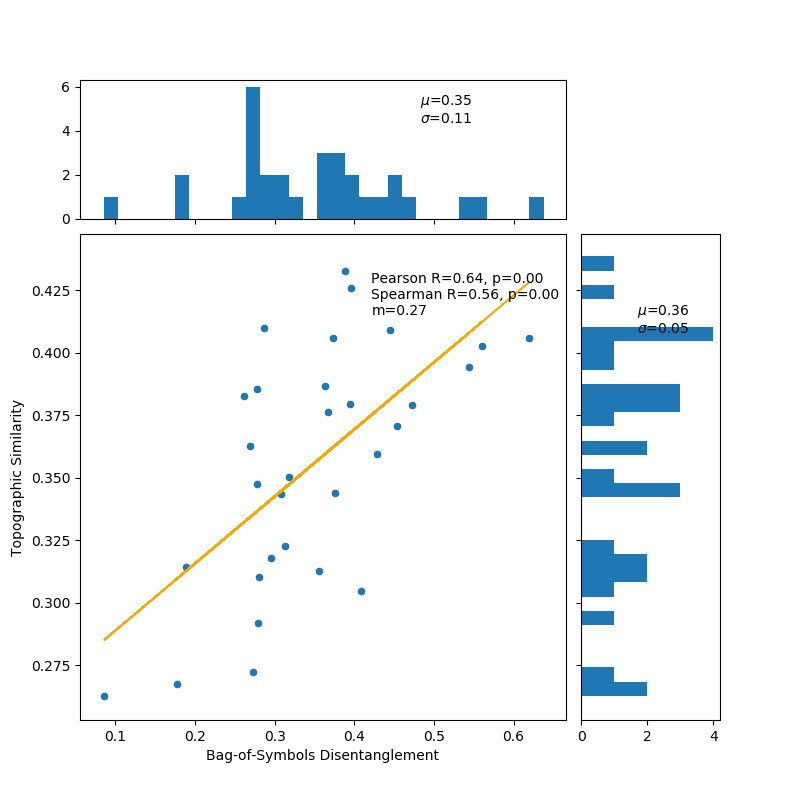 6
4
2
0
μ=0.35
σ=0.11
0.425
0.400
0.375
0.350
0.325
0.300
0.275
Topographic Similarity
Pearson R=0.64, p=0.00
Spearman R=0.56, p=0.00
m=0.27
0.1 0.2 0.3 0.4 0.5 0.6
Bag-of-Symbols Disentanglement
μ=0.36
σ=0.05
0 2 4